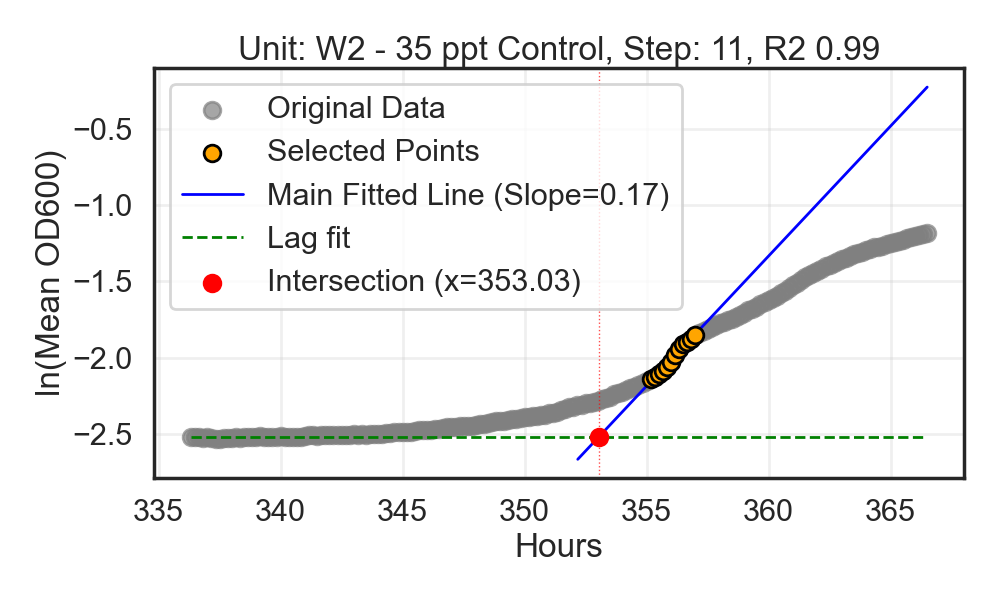 Unit: W2 - 35 ppt Control, Step: 11, R2 0.99
Original Data
Selected Points
Main Fitted Line (Slope=0.17)
Lag fit
Intersection (x=353.03)
ln(Mean OD600)
−0.5
−1.0
−1.5
−2.0
−2.5
335 340 345 350 355 360 365
Hours